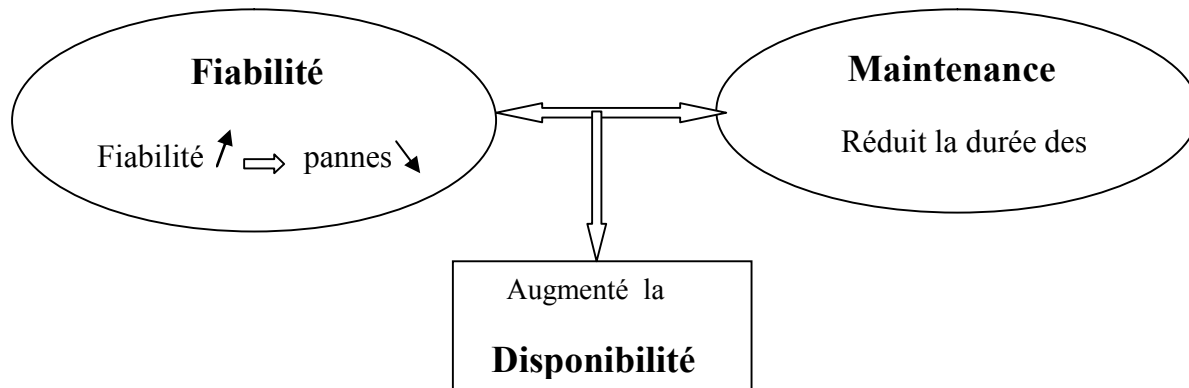 Fiabilité
Fiabilité pannes
Maintenance
Réduit la durée des
Augmenté la
Disponibilité